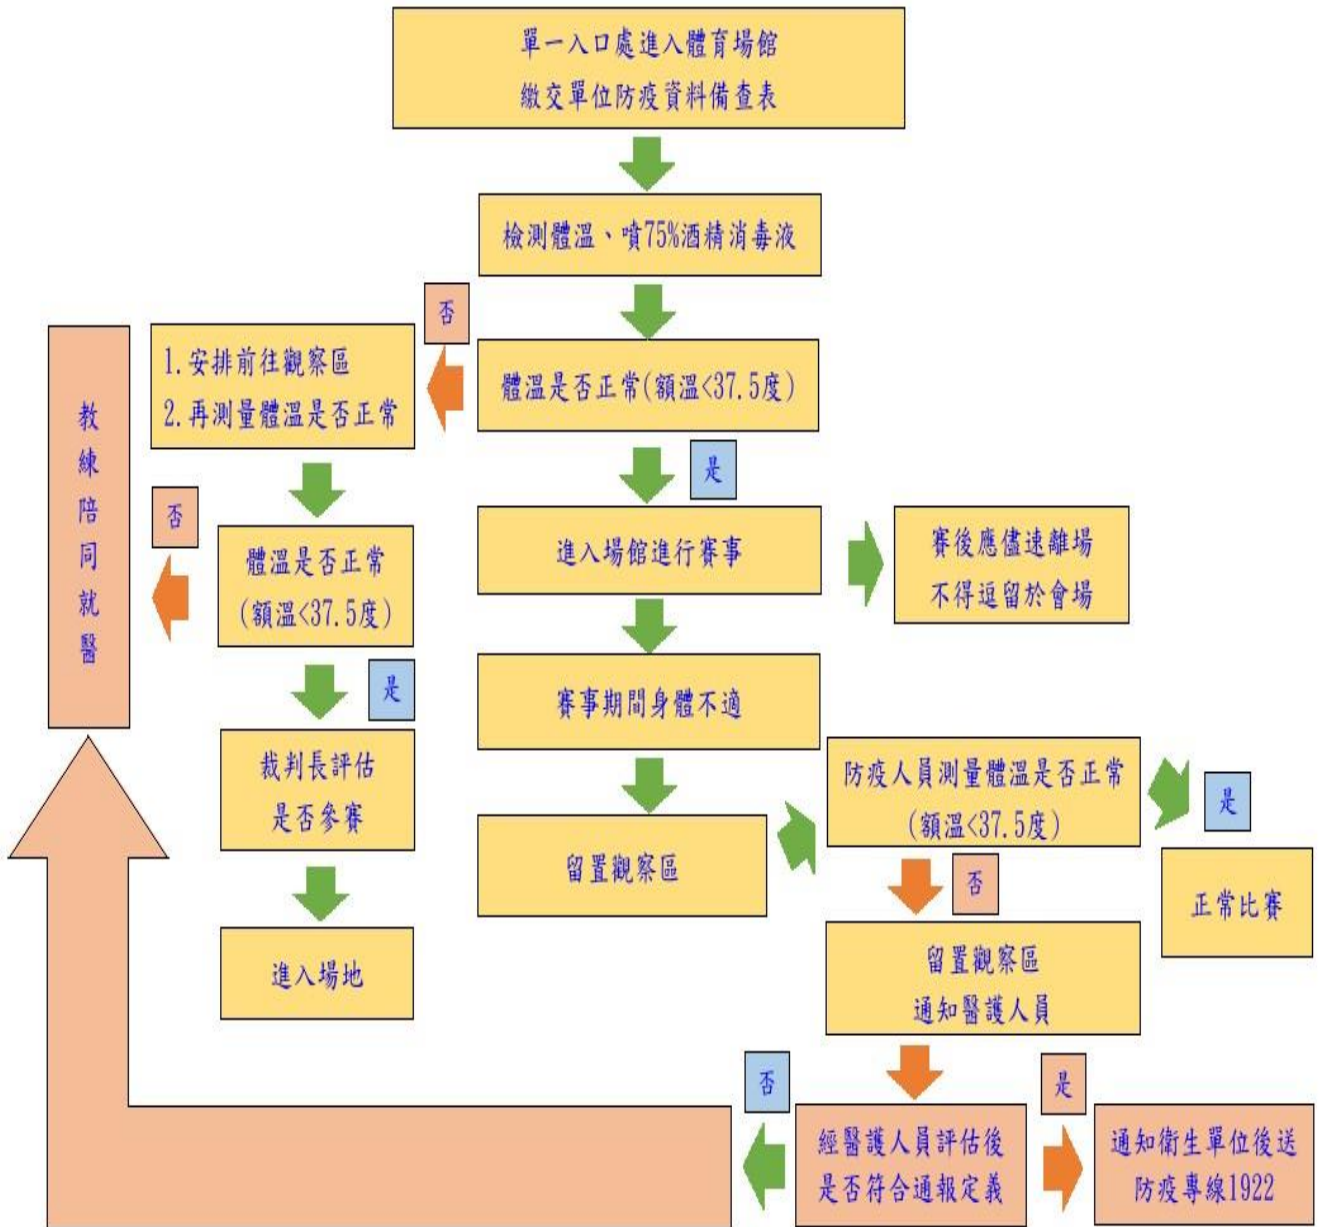 單一入口處進入體育場館
繳交單位防疫資料備查表
檢測體溫、噴75%酒精消毒液
否
體溫是否正常(額溫<37.5度)
1.安排前往觀察區
2.再測量體溫是否正常
教
練
陪
同
就
醫
是
否
體溫是否正常
(額溫<37.5度)
進入場館進行賽事
賽後應儘速離場
不得逗留於會場
是
裁判長評估
是否參賽
進入場地
賽事期間身體不適
留置觀察區
防疫人員測量體溫是否正常
(額溫<37.5度)
是
正常比賽
否
留置觀察區
通知醫護人員
否
經醫護人員評估後
是否符合通報定義
是
通知衛生單位後送
防疫專線1922